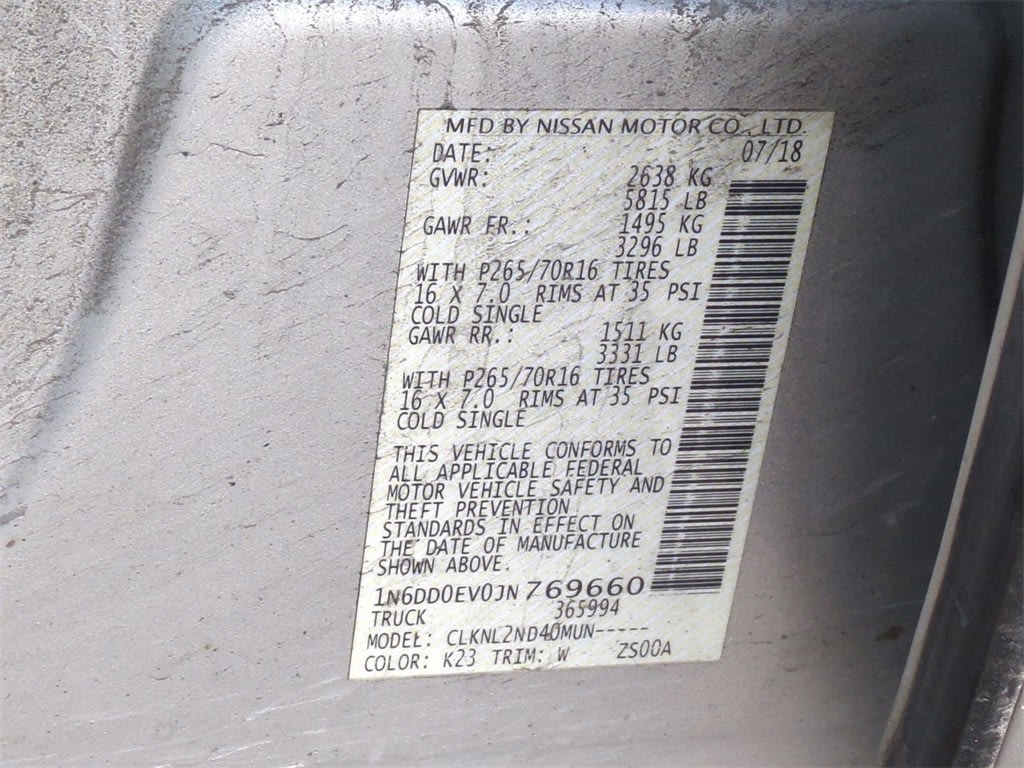 MFD BY NISSAN MOTOR CO., LTD.
DATE: 07/18
GVWR: 2638 KG
5815 LB
GAWR FR.: 1495 KG
3296 LB
WITH P265/70R16 TIRES
16 X 7.0 RIMS AT 35 PSI
COLD SINGLE
GAWR RR.: 1511 KG
3331 LB
WITH P265/70R16 TIRES
16 X 7.0 RIMS AT 35 PSI
COLD SINGLE
THIS VEHICLE CONFORMS TO
ALL APPLICABLE FEDERAL
MOTOR VEHICLE SAFETY AND
THEFT PREVENTION
STANDARDS IN EFFECT ON
THE DATE OF MANUFACTURE
SHOWN ABOVE.
1N6DD0EV0JN769660
TRUCK 365994
MODEL: CLKNL2ND40MUN-----
COLOR: K23 TRIM: W ZS00A